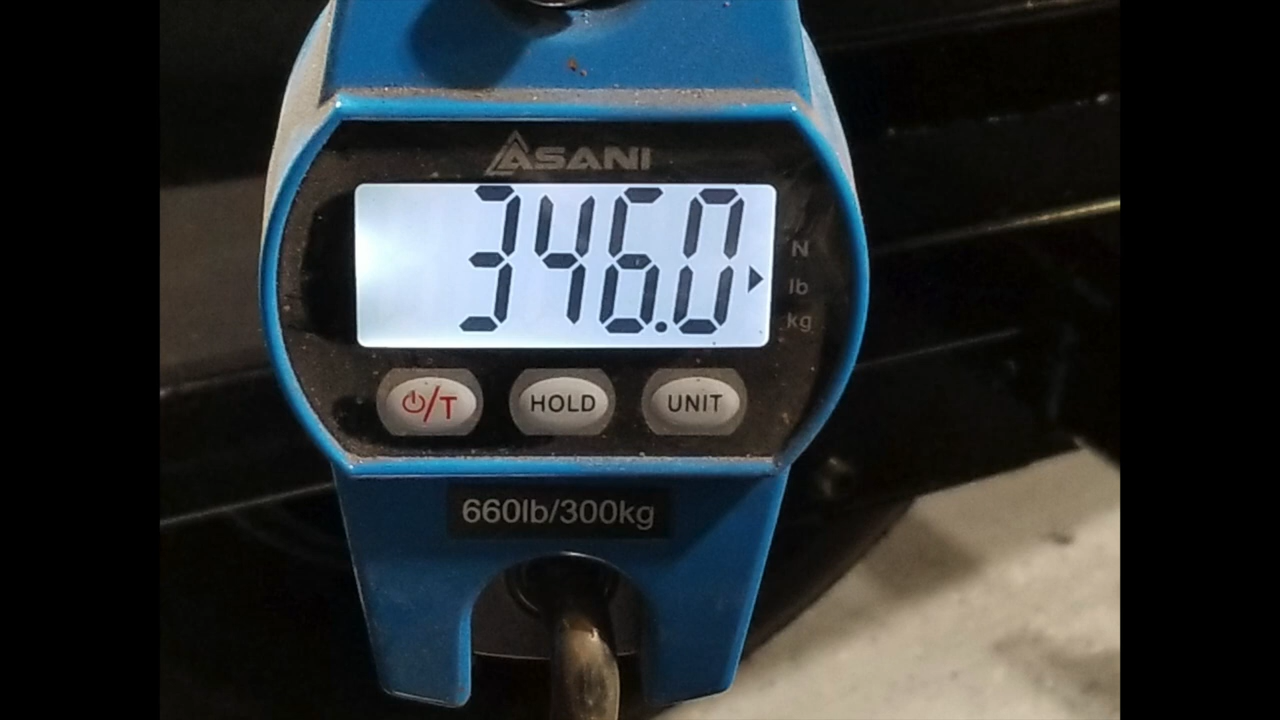 ASANI
346.0
N
lb
kg
⏻/T HOLD UNIT
660lb/300kg